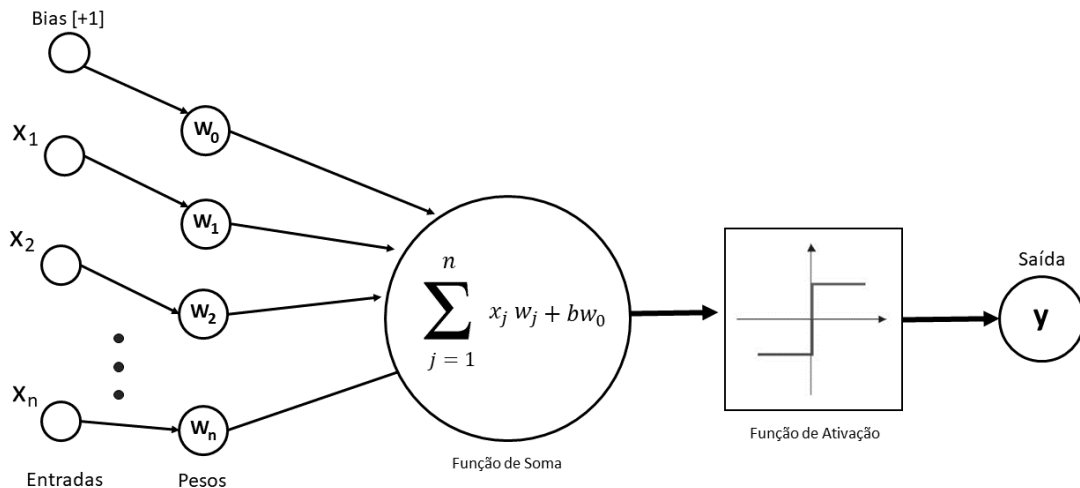 Bias [+1]
w₀
x₁
w₁
x₂
w₂
xₙ
wₙ
Entradas
Pesos
n
∑ xⱼ wⱼ + bw₀
j = 1
Função de Soma
Função de Ativação
Saída
y